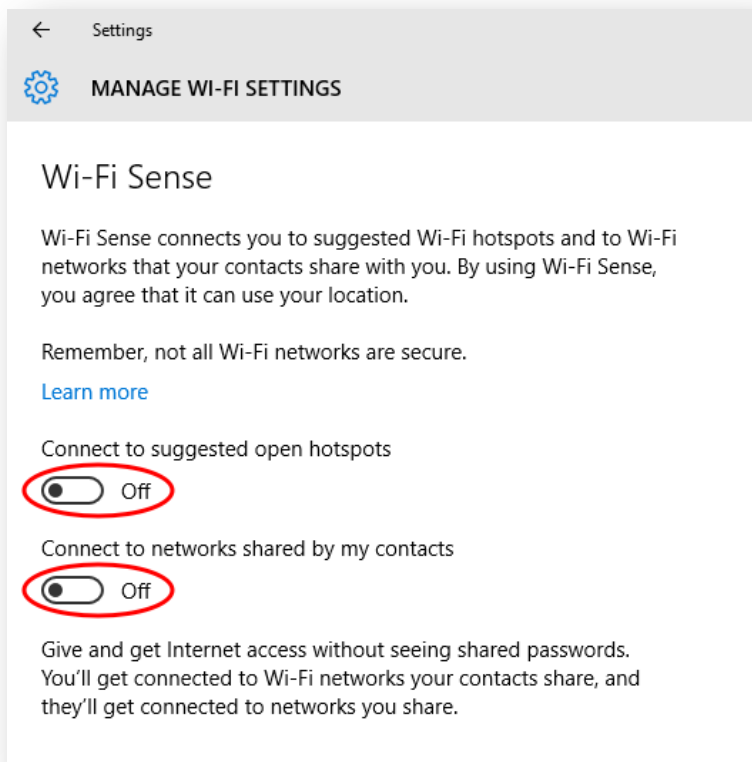 Settings
MANAGE WI-FI SETTINGS
Wi-Fi Sense
Wi-Fi Sense connects you to suggested Wi-Fi hotspots and to Wi-Fi
networks that your contacts share with you. By using Wi-Fi Sense,
you agree that it can use your location.
Remember, not all Wi-Fi networks are secure.
Learn more
Connect to suggested open hotspots
Off
Connect to networks shared by my contacts
Off
Give and get Internet access without seeing shared passwords.
You'll get connected to Wi-Fi networks your contacts share, and
they'll get connected to networks you share.